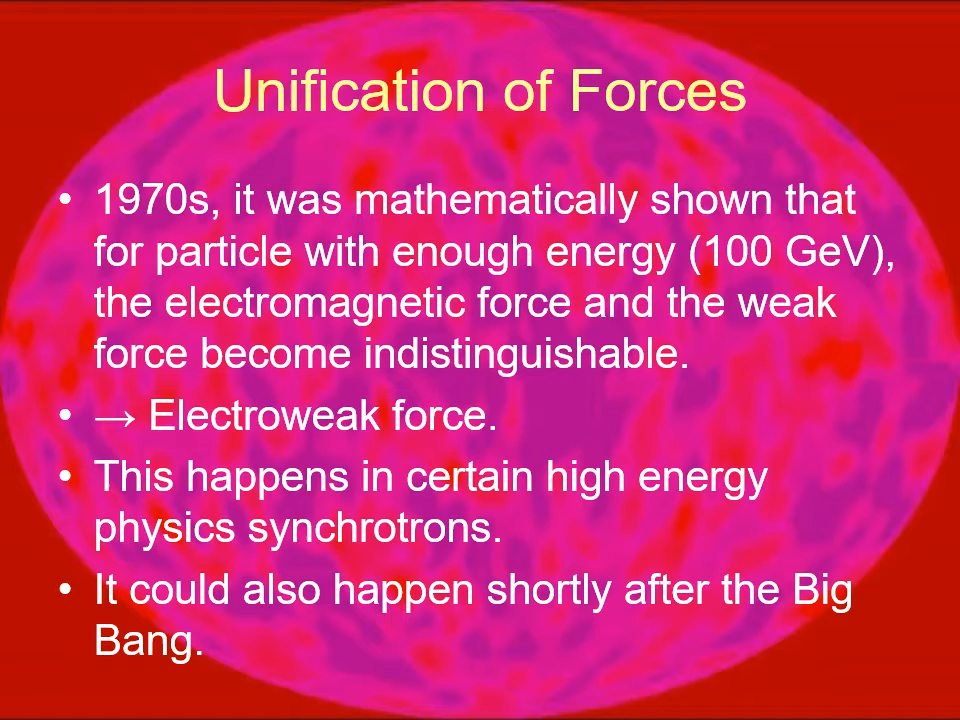 Unification of Forces
• 1970s, it was mathematically shown that
for particle with enough energy (100 GeV),
the electromagnetic force and the weak
force become indistinguishable.
• → Electroweak force.
• This happens in certain high energy
physics synchrotrons.
• It could also happen shortly after the Big
Bang.